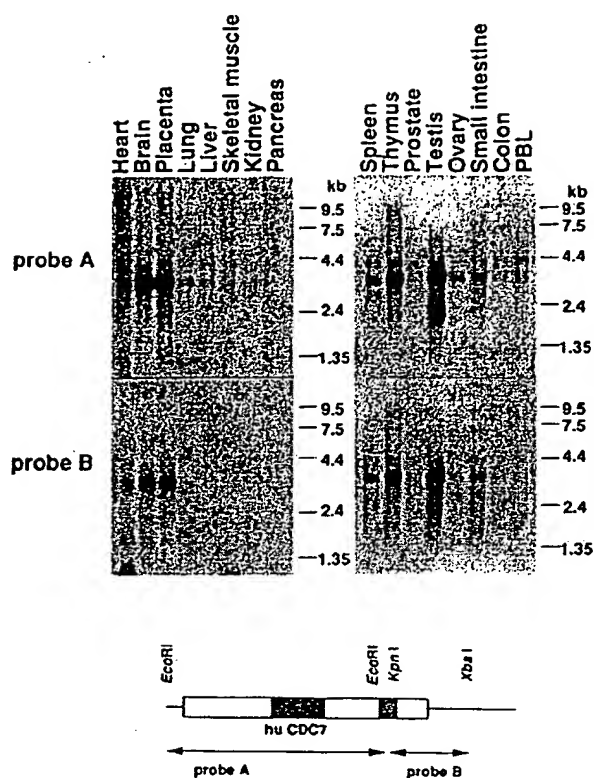 Heart
Brain
Placenta
Lung
Liver
Skeletal muscle
Kidney
Pancreas
Spleen
Thymus
Prostate
Testis
Ovary
Small intestine
Colon
PBL
kb
9.5
7.5
4.4
2.4
1.35
kb
9.5
7.5
4.4
2.4
1.35
probe A
9.5
7.5
4.4
2.4
1.35
9.5
7.5
4.4
2.4
1.35
probe B
EcoRI
EcoRI
Kpn I
Xba I
hu CDC7
probe A
probe B